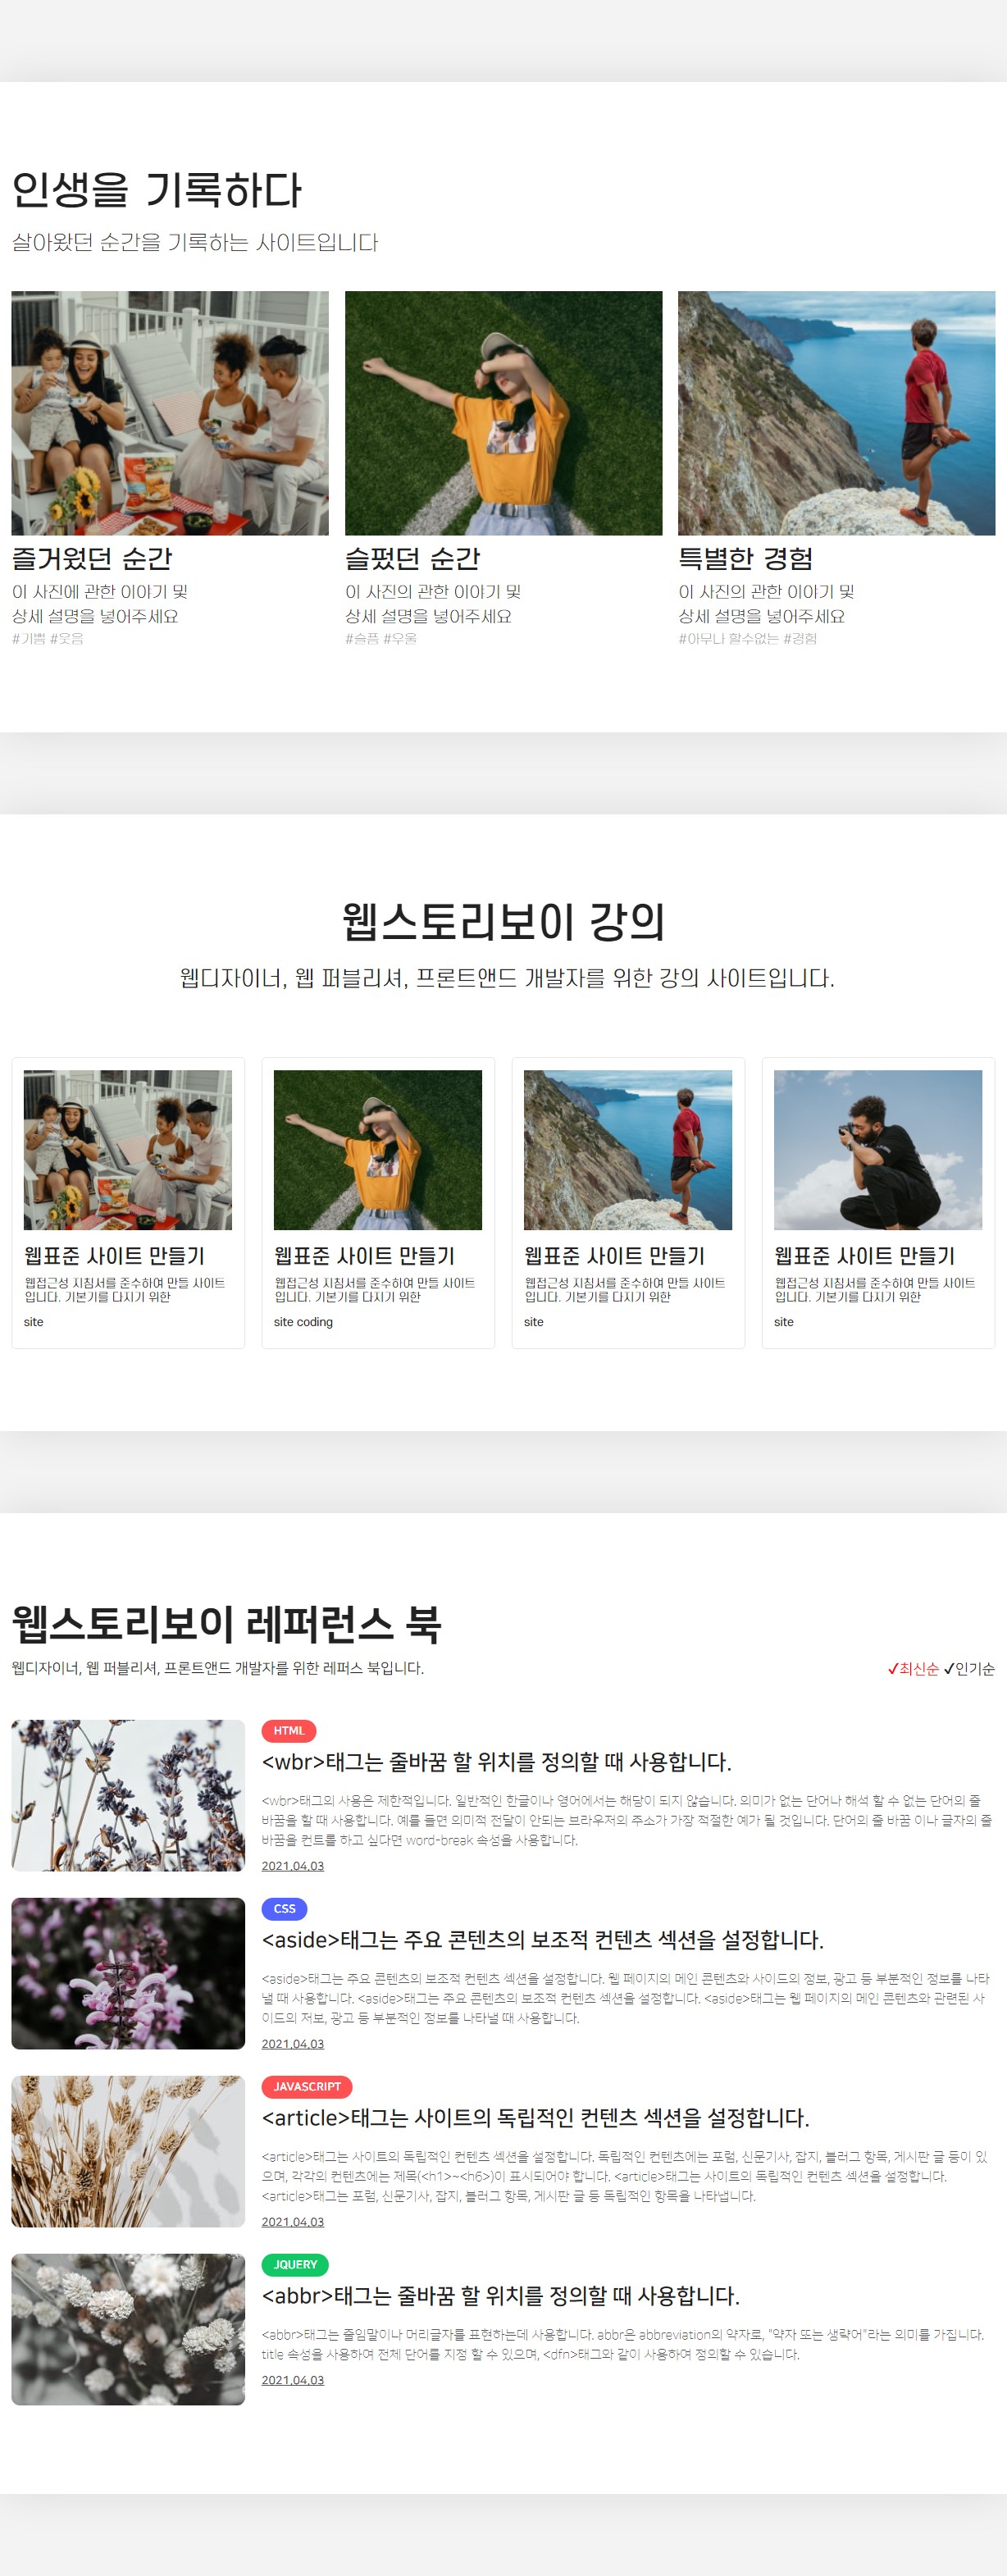 인생을 기록하다
살아왔던 순간을 기록하는 사이트입니다
즐거웠던 순간
이 사진에 관한 이야기 및
상세 설명을 넣어주세요
#기쁨 #웃음
슬펐던 순간
이 사진의 관한 이야기 및
상세 설명을 넣어주세요
#슬픔 #우울
특별한 경험
이 사진의 관한 이야기 및
상세 설명을 넣어주세요
#아무나 할수없는 #경험
웹스토리보이 강의
웹디자이너, 웹 퍼블리셔, 프론트앤드 개발자를 위한 강의 사이트입니다.
웹표준 사이트 만들기
웹접근성 지침서를 준수하여 만들 사이트
입니다. 기본기를 다지기 위한
site
웹표준 사이트 만들기
웹접근성 지침서를 준수하여 만들 사이트
입니다. 기본기를 다지기 위한
site coding
웹표준 사이트 만들기
웹접근성 지침서를 준수하여 만들 사이트
입니다. 기본기를 다지기 위한
site
웹표준 사이트 만들기
웹접근성 지침서를 준수하여 만들 사이트
입니다. 기본기를 다지기 위한
site
웹스토리보이 레퍼런스 북
웹디자이너, 웹 퍼블리셔, 프론트앤드 개발자를 위한 레퍼스 북입니다.
✓최신순 ✓인기순
HTML
<wbr>태그는 줄바꿈 할 위치를 정의할 때 사용합니다.
<wbr>태그의 사용은 제한적입니다. 일반적인 한글이나 영어에서는 해당이 되지 않습니다. 의미가 없는 단어나 해석 할 수 없는 단어의 줄
바꿈을 할 때 사용합니다. 예를 들면 의미적 전달이 안되는 브라우저의 주소가 가장 적절한 예가 될 것입니다. 단어의 줄 바꿈 이나 글자의 줄
바꿈을 컨트롤 하고 싶다면 word-break 속성을 사용합니다.
2021.04.03
CSS
<aside>태그는 주요 콘텐츠의 보조적 컨텐츠 섹션을 설정합니다.
<aside>태그는 주요 콘텐츠의 보조적 컨텐츠 섹션을 설정합니다. 웹 페이지의 메인 콘텐츠와 사이드의 정보, 광고 등 부분적인 정보를 나타
낼 때 사용합니다. <aside>태그는 주요 콘텐츠의 보조적 컨텐츠 섹션을 설정합니다. <aside>태그는 웹 페이지의 메인 콘텐츠와 관련된 사
이드의 저보, 광고 등 부분적인 정보를 나타낼 때 사용합니다.
2021.04.03
JAVASCRIPT
<article>태그는 사이트의 독립적인 컨텐츠 섹션을 설정합니다.
<article>태그는 사이트의 독립적인 컨텐츠 섹션을 설정합니다. 독립적인 컨텐츠에는 포럼, 신문기사, 잡지, 블러그 항목, 게시판 글 등이 있
으며, 각각의 컨텐츠에는 제목(<h1>~<h6>)이 표시되어야 합니다. <article>태그는 사이트의 독립적인 컨텐츠 섹션을 설정합니다.
<article>태그는 포럼, 신문기사, 잡지, 블러그 항목, 게시판 글 등 독립적인 항목을 나타냅니다.
2021.04.03
JQUERY
<abbr>태그는 줄바꿈 할 위치를 정의할 때 사용합니다.
<abbr>태그는 줄임말이나 머리글자를 표현하는데 사용합니다. abbr은 abbreviation의 약자로, "약자 또는 생략어"라는 의미를 가집니다.
title 속성을 사용하여 전체 단어를 지정 할 수 있으며, <dfn>태그와 같이 사용하여 정의할 수 있습니다.
2021.04.03